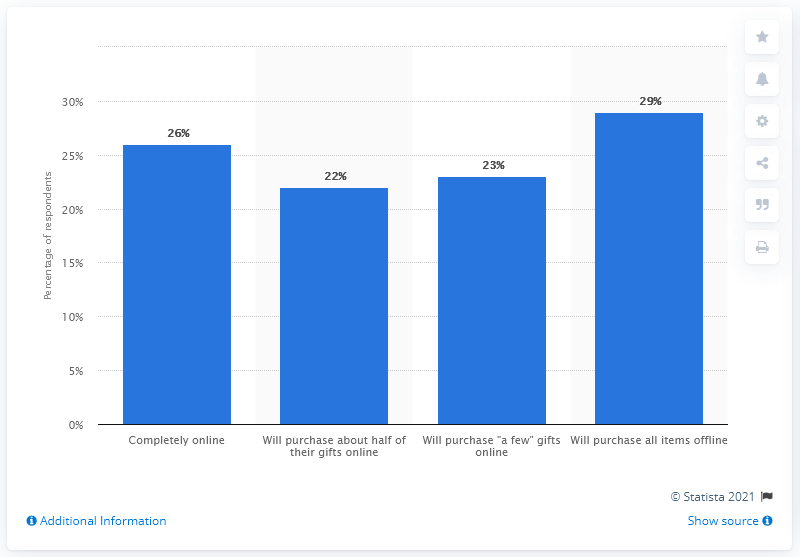 30%
25%
20%
15%
10%
5%
0%
Percentage of respondents
26%
22%
23%
29%
Completely online
Will purchase about half of
their gifts online
Will purchase "a few" gifts
online
Will purchase all items offline
© Statista 2021
Additional Information
Show source